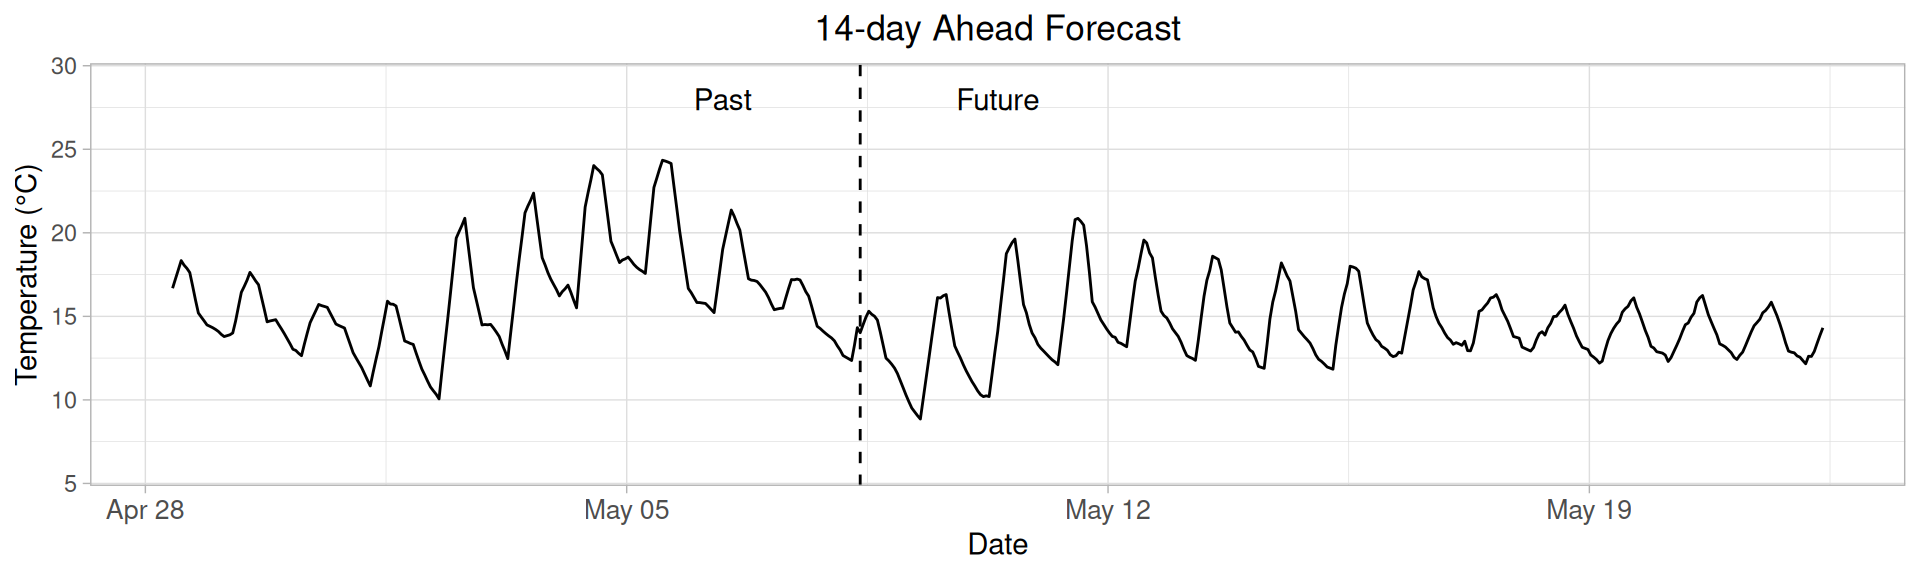 14-day Ahead Forecast
Past
Future
Temperature (°C)
30
25
20
15
10
5
Apr 28
May 05
May 12
May 19
Date